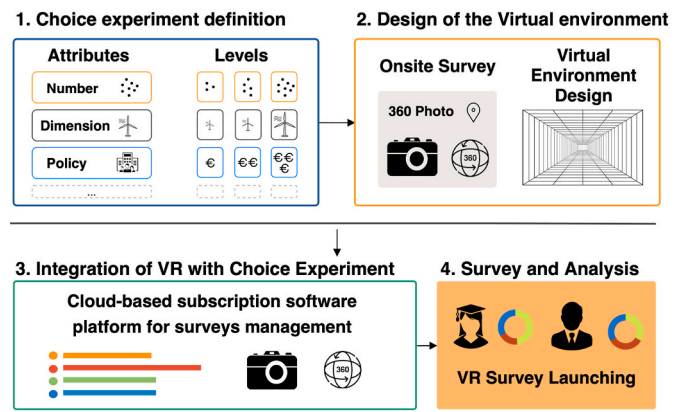 1. Choice experiment definition
Attributes
Levels
Number
Dimension
Policy
€
€€
€€
€
...
2. Design of the Virtual environment
Onsite Survey
360 Photo
360
Virtual
Environment
Design
3. Integration of VR with Choice Experiment
Cloud-based subscription software
platform for surveys management
360
4. Survey and Analysis
VR Survey Launching